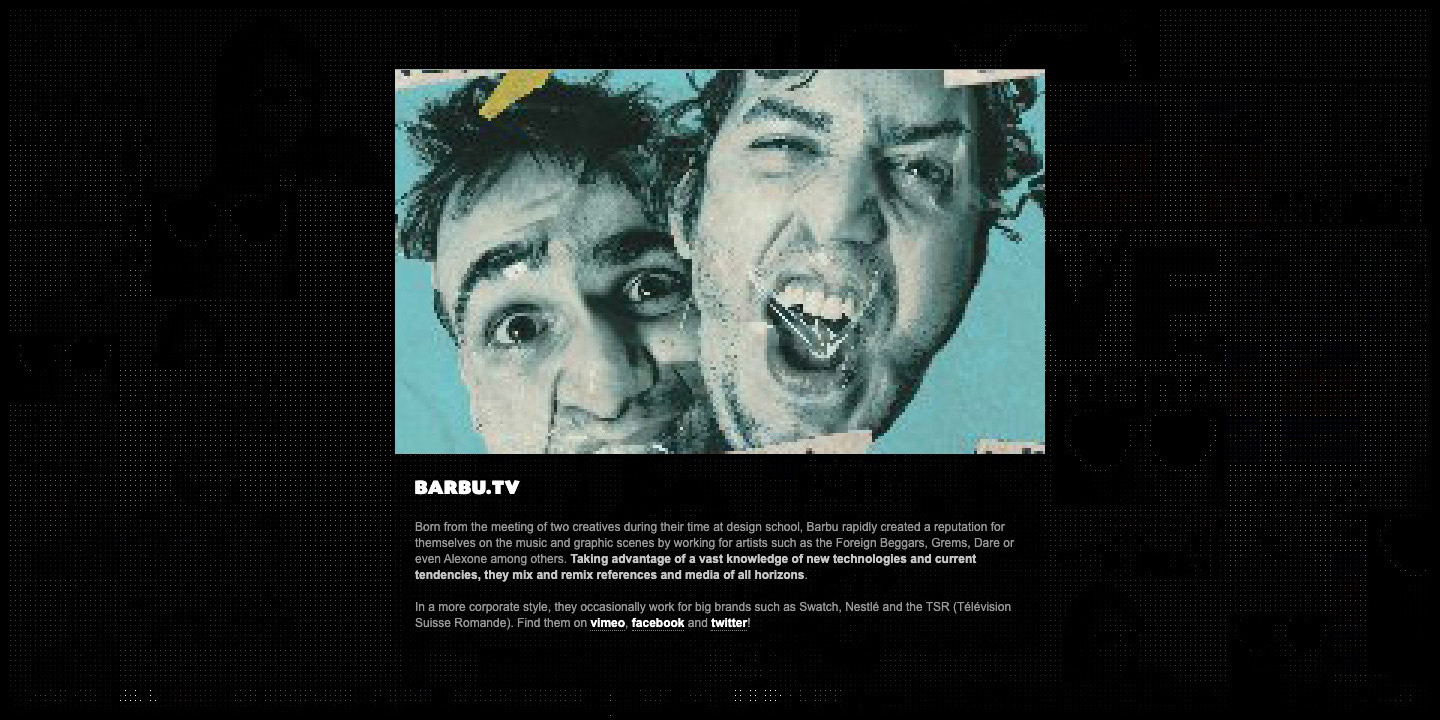 BARBU.TV
Born from the meeting of two creatives during their time at design school, Barbu rapidly created a reputation for
themselves on the music and graphic scenes by working for artists such as the Foreign Beggars, Grems, Dare or
even Alexone among others. Taking advantage of a vast knowledge of new technologies and current
tendencies, they mix and remix references and media of all horizons.
In a more corporate style, they occasionally work for big brands such as Swatch, Nestlé and the TSR (Télévision
Suisse Romande). Find them on vimeo, facebook and twitter!